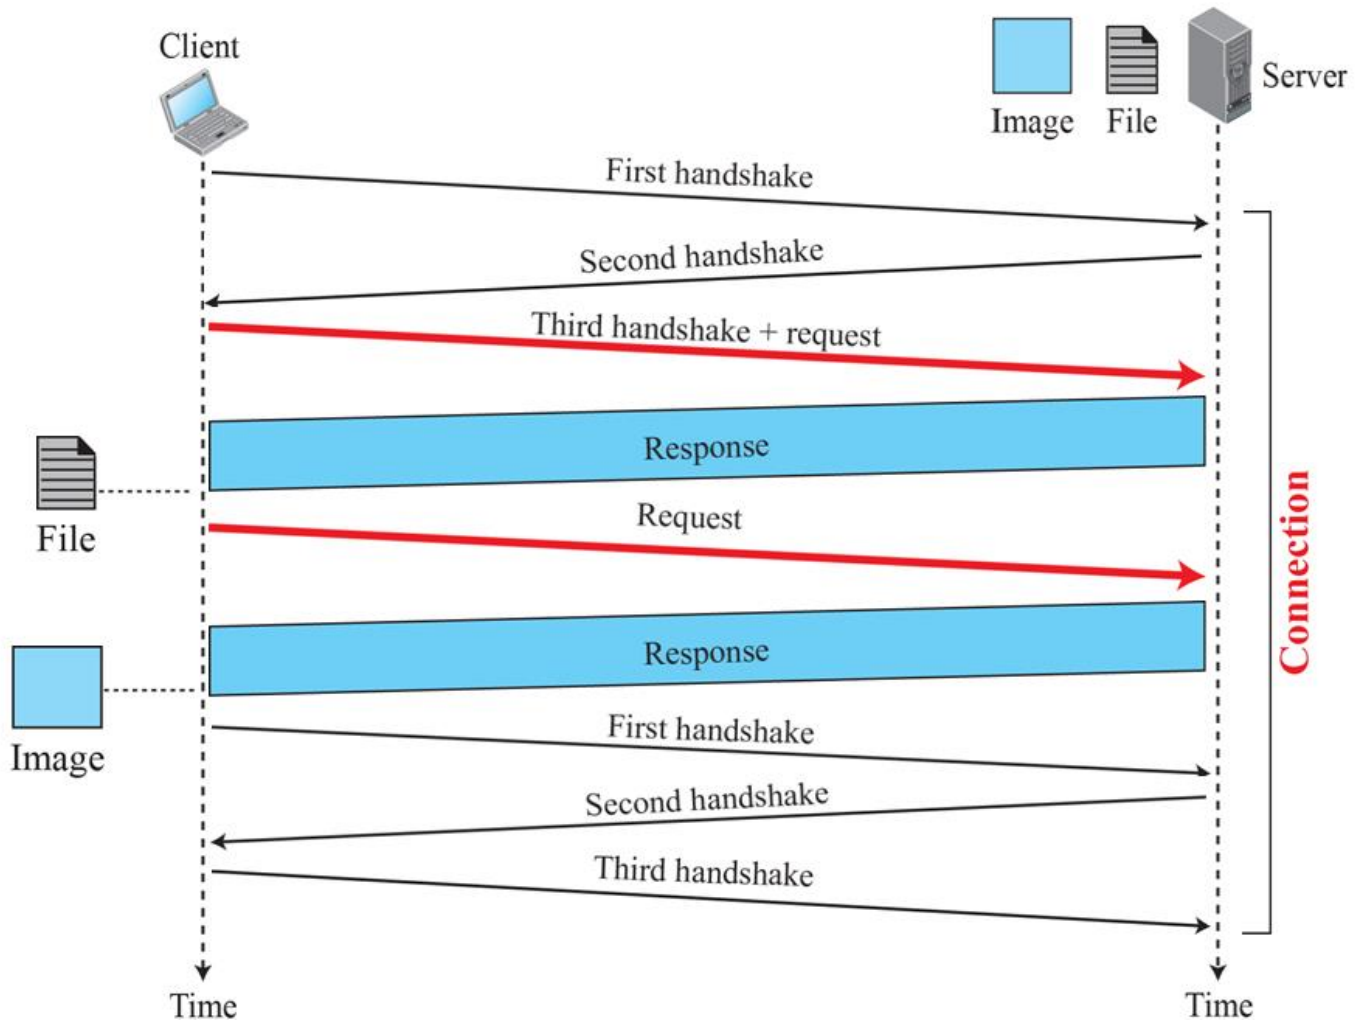 Client
Server
Image
File
First handshake
Second handshake
Third handshake + request
Response
File
Request
Connection
Response
Image
First handshake
Second handshake
Third handshake
Time
Time